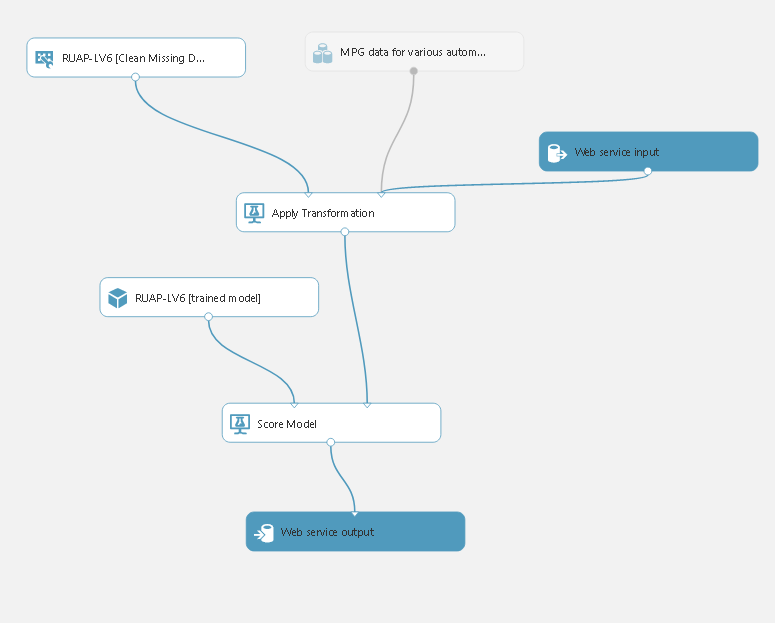 RUAP-LV6 [Clean Missing D...
MPG data for various autom...
Web service input
Apply Transformation
RUAP-LV6 [trained model]
Score Model
Web service output